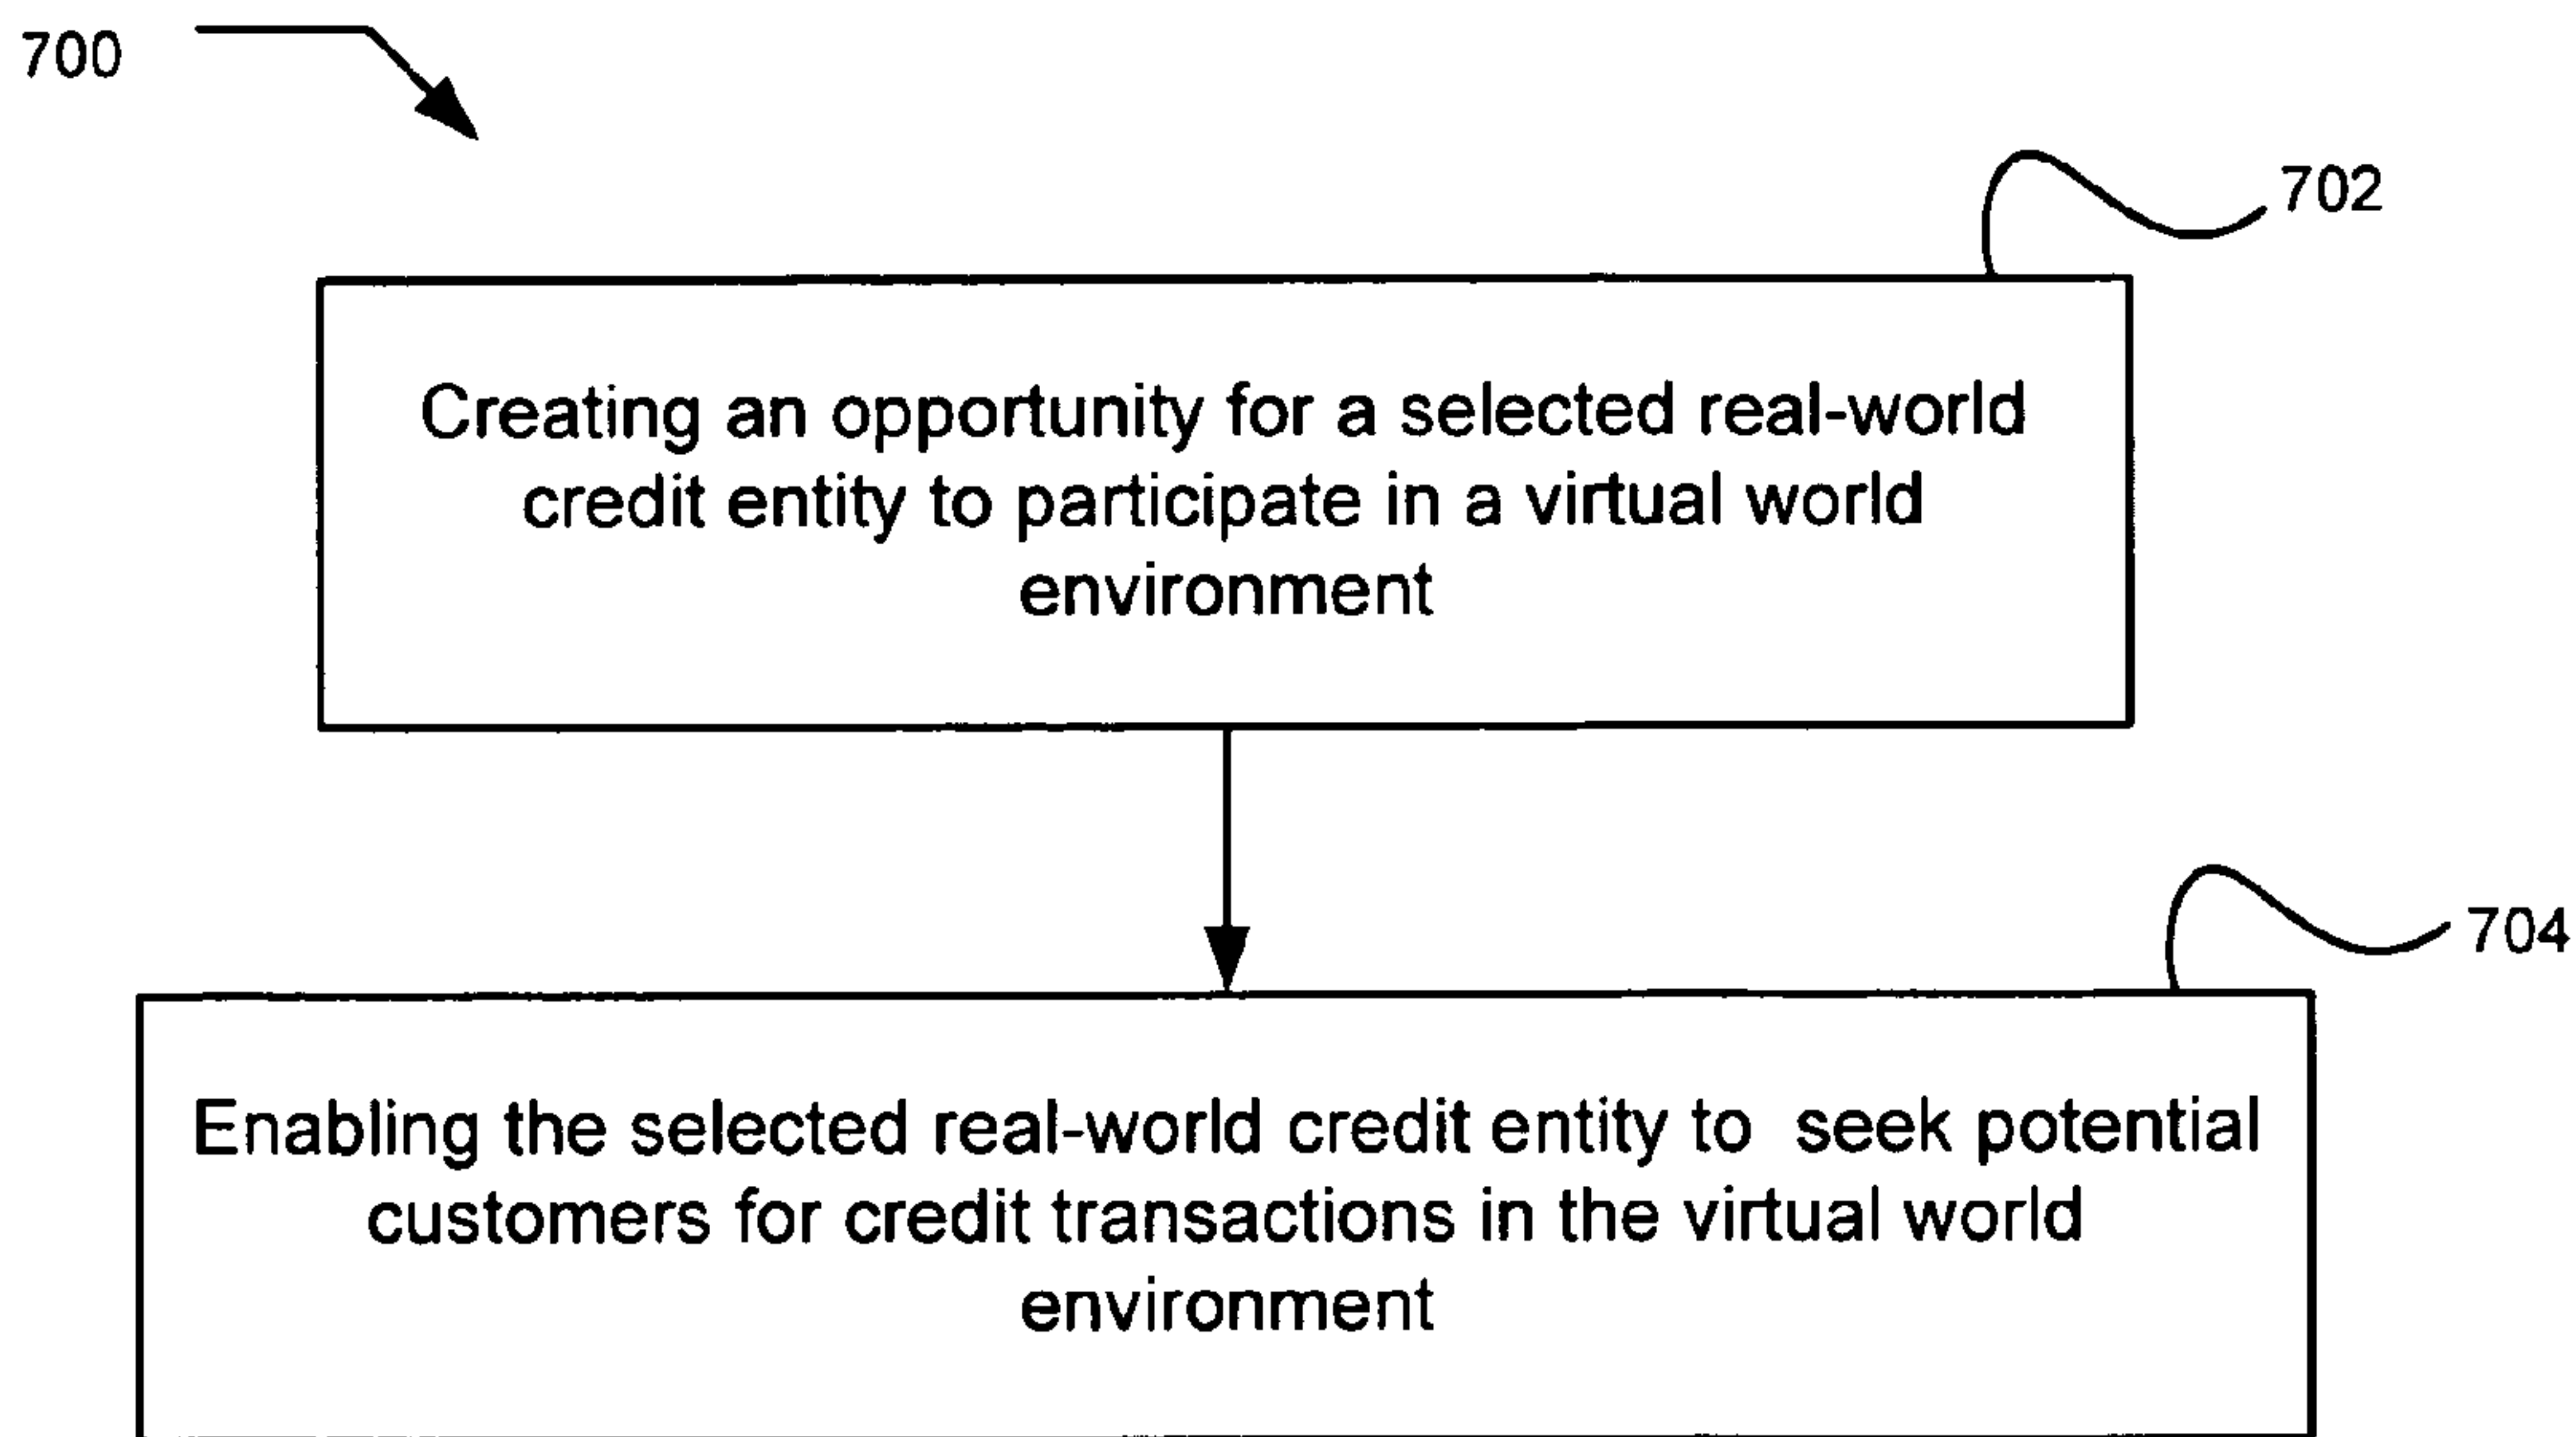 700
702
Creating an opportunity for a selected real-world
credit entity to participate in a virtual world
environment
704
Enabling the selected real-world credit entity to  seek potential
customers for credit transactions in the virtual world
environment